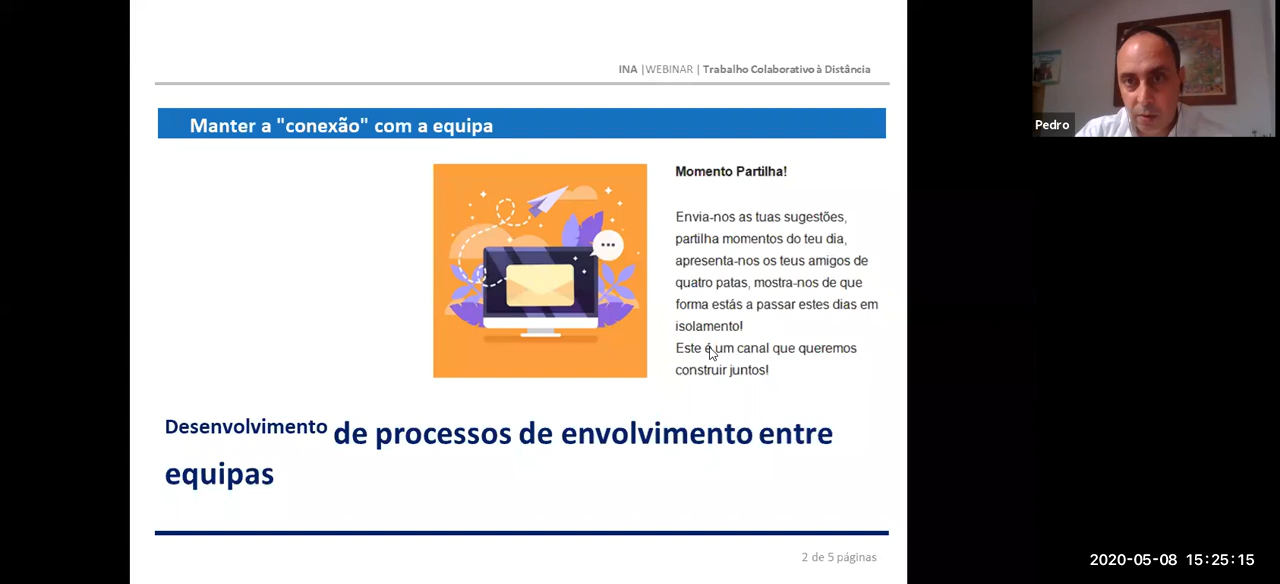 INA |WEBINAR | Trabalho Colaborativo à Distância
Manter a "conexão" com a equipa
Momento Partilha!
Envia-nos as tuas sugestões,
partilha momentos do teu dia,
apresenta-nos os teus amigos de
quatro patas, mostra-nos de que
forma estás a passar estes dias em
isolamento!
Este é um canal que queremos
construir juntos!
Desenvolvimento de processos de envolvimento entre
equipas
2 de 5 páginas
Pedro
2020-05-08 15:25:15